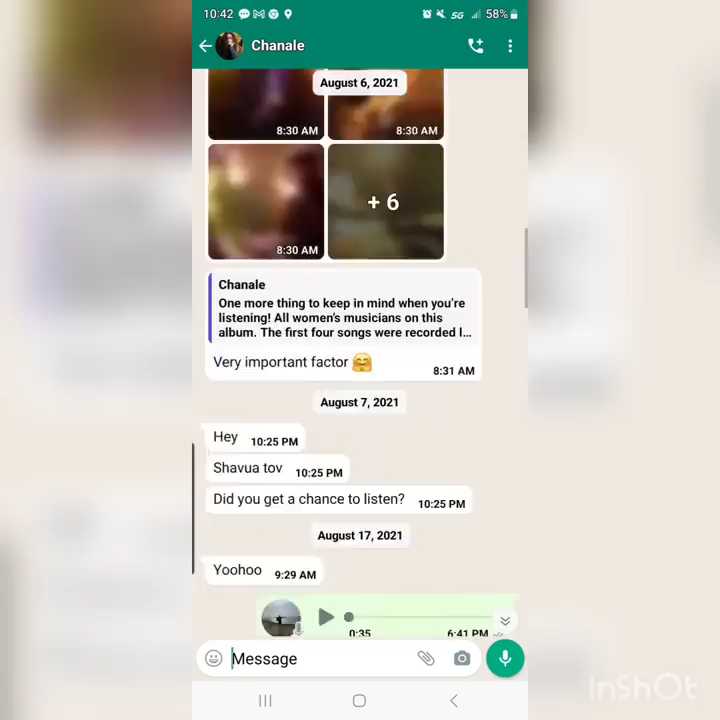 10:42
5G
58%
Chanale
August 6, 2021
8:30 AM
8:30 AM
8:30 AM
+ 6
Chanale
One more thing to keep in mind when you're
listening! All women's musicians on this
album. The first four songs were recorded l...
Very important factor 🤗
8:31 AM
August 7, 2021
Hey 10:25 PM
Shavua tov 10:25 PM
Did you get a chance to listen? 10:25 PM
August 17, 2021
Yoohoo 9:29 AM
0:35 6:41 PM
Message
InShOt